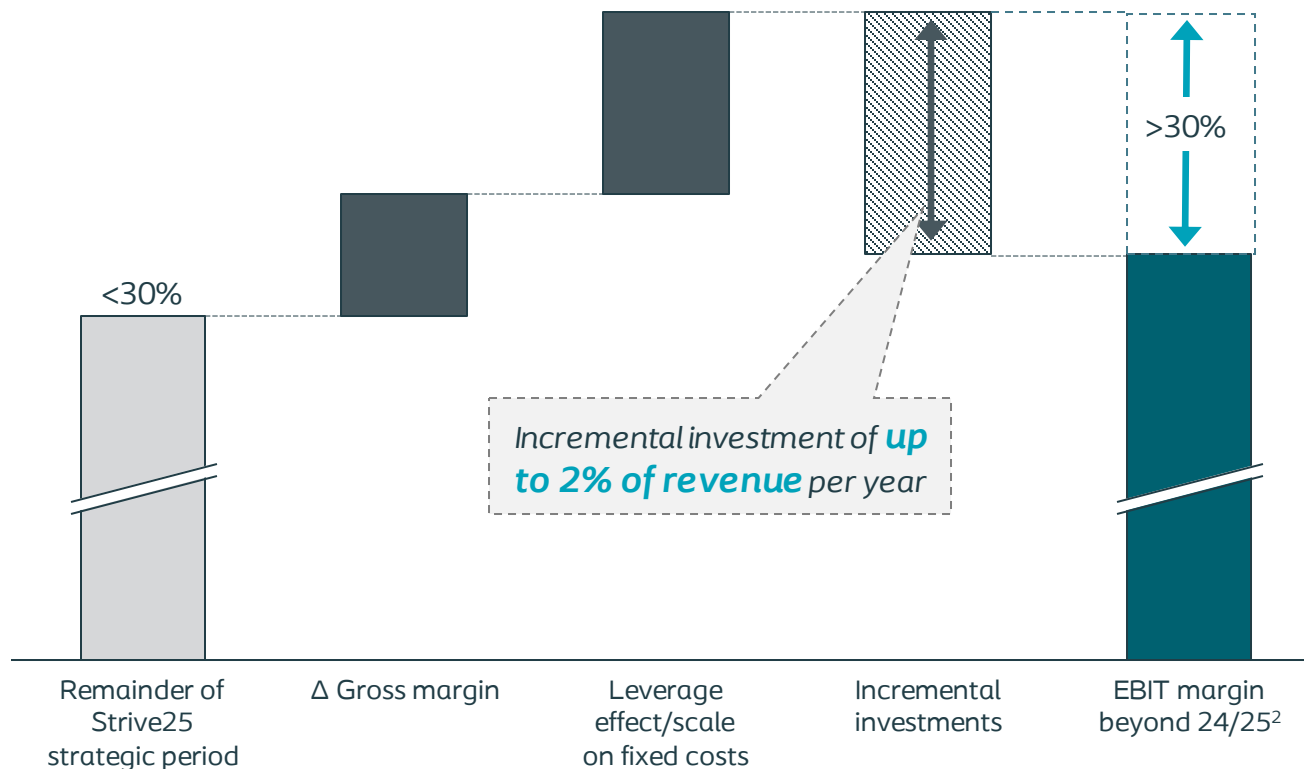 >30%
<30%
Incremental investment of up
to 2% of revenue per year
Remainder of
Strive25
strategic period
Δ Gross margin
Leverage
effect/scale
on fixed costs
Incremental
investments
EBIT margin
beyond 24/25²